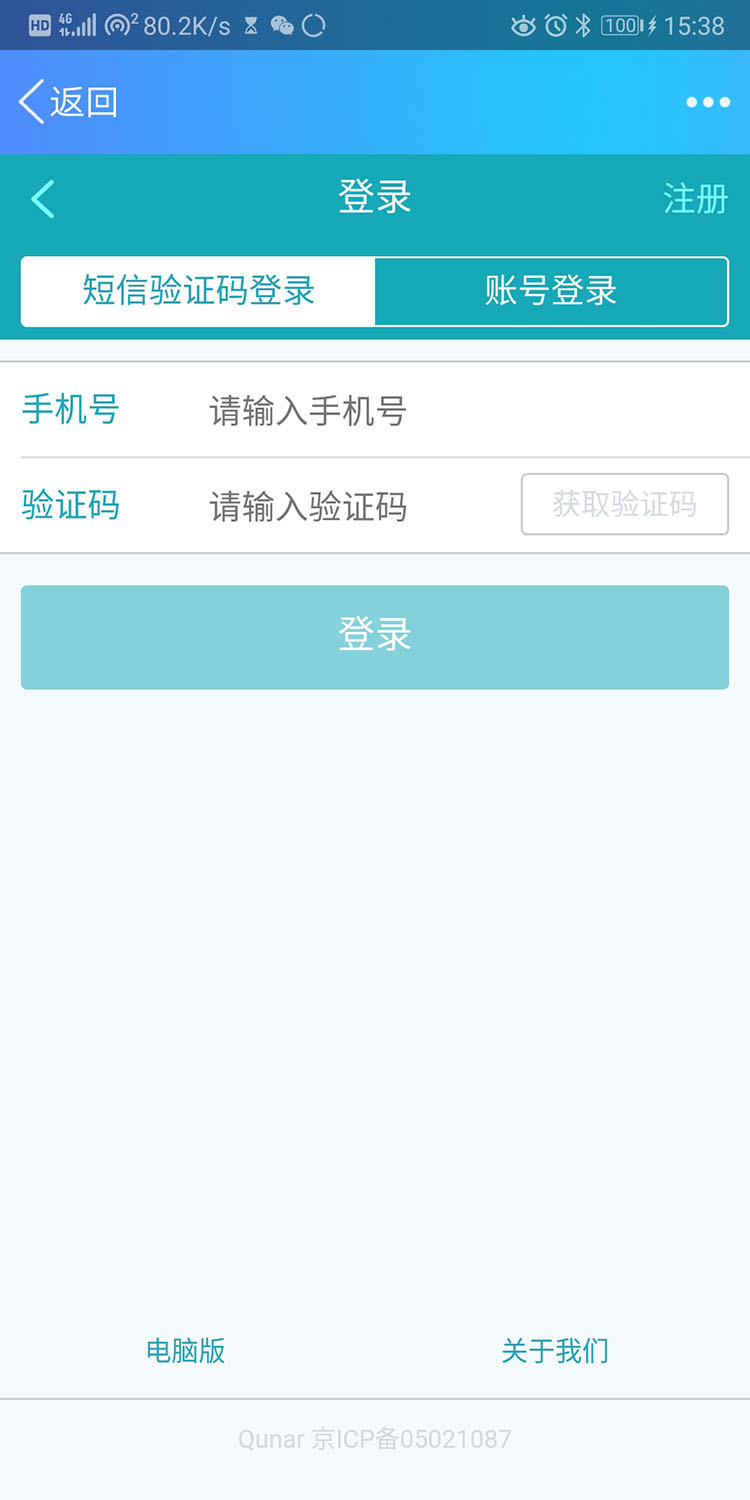 HD 4G 2 80.2K/s 100 15:38
返回
登录 注册
短信验证码登录 账号登录
手机号 请输入手机号
验证码 请输入验证码 获取验证码
登录
电脑版 关于我们
Qunar 京ICP备05021087